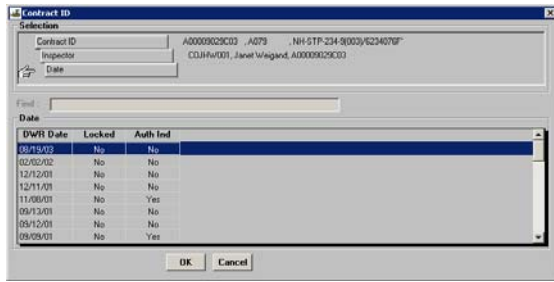 Contract ID
Selection
Contract ID A00009029C03 , A079 , NH-STP-234-9(003)/6234076F"
Inspector COJHW001, Janet Weigand, A00009029C03
Date
Find :
Date
DWR Date Locked Auth Ind
08/19/03 No No
02/02/02 No No
12/12/01 No No
12/11/01 No No
11/08/01 No Yes
09/13/01 No No
09/12/01 No No
09/09/01 No Yes
OK Cancel